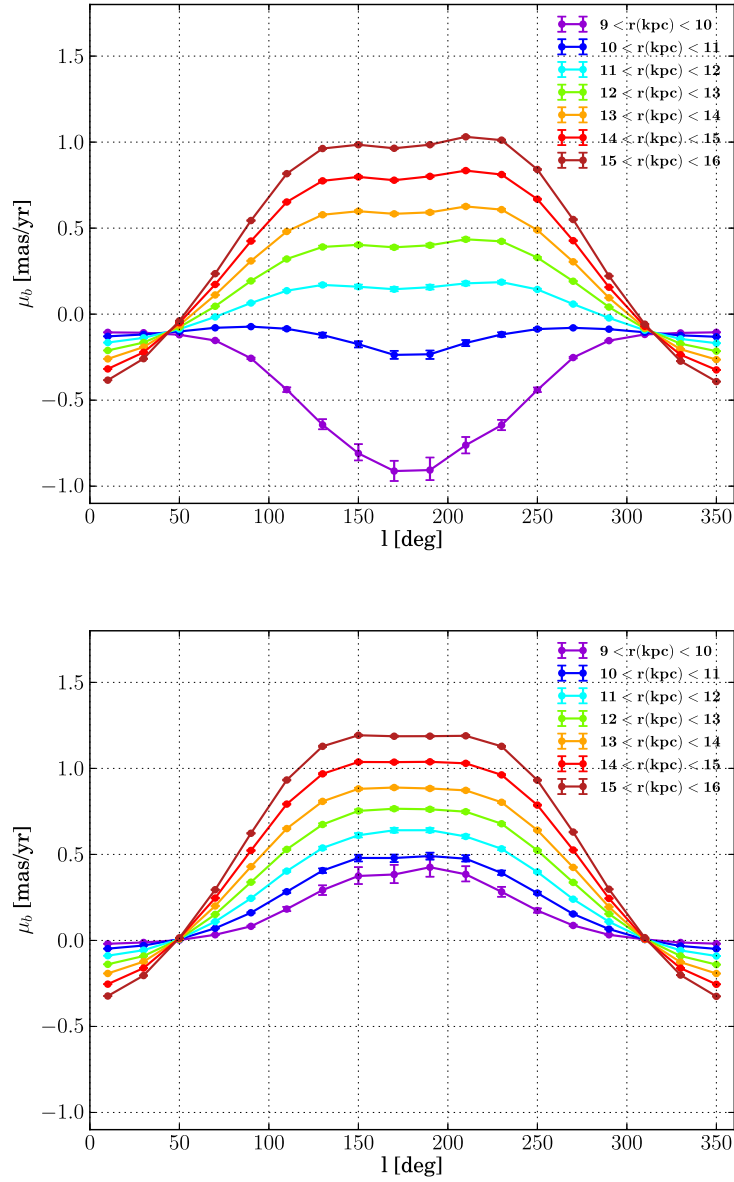 1.5
1.0
0.5
0.0
−0.5
−1.0
μb [mas/yr]
9 < r(kpc) < 10
10 < r(kpc) < 11
11 < r(kpc) < 12
12 < r(kpc) < 13
13 < r(kpc) < 14
14 < r(kpc) < 15
15 < r(kpc) < 16
0 50 100 150 200 250 300 350
l [deg]
1.5
1.0
0.5
0.0
−0.5
−1.0
μb [mas/yr]
9 < r(kpc) < 10
10 < r(kpc) < 11
11 < r(kpc) < 12
12 < r(kpc) < 13
13 < r(kpc) < 14
14 < r(kpc) < 15
15 < r(kpc) < 16
0 50 100 150 200 250 300 350
l [deg]